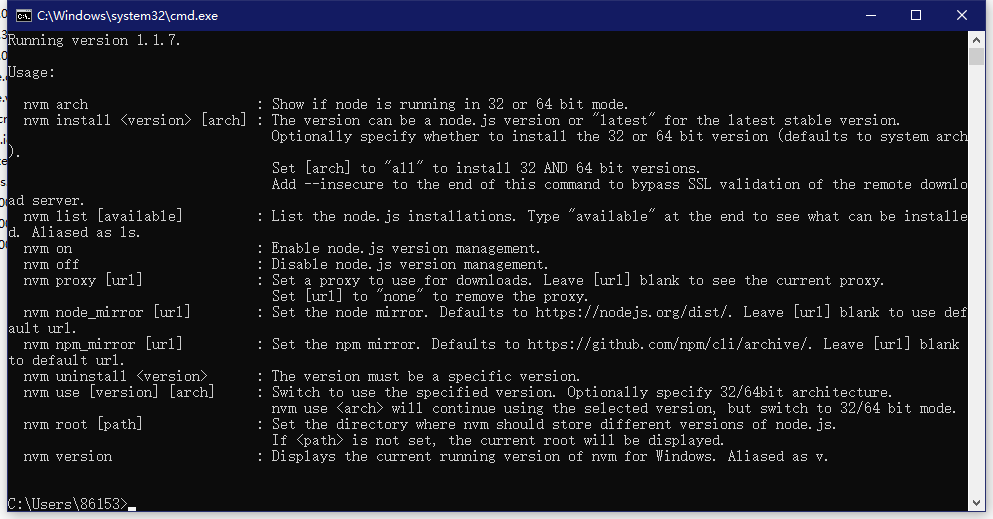 C:\Windows\system32\cmd.exe
Running version 1.1.7.
Usage:
nvm arch : Show if node is running in 32 or 64 bit mode.
nvm install <version> [arch] : The version can be a node.js version or "latest" for the latest stable version.
Optionally specify whether to install the 32 or 64 bit version (defaults to system arch
).
Set [arch] to "all" to install 32 AND 64 bit versions.
Add --insecure to the end of this command to bypass SSL validation of the remote downlo
ad server.
nvm list [available] : List the node.js installations. Type "available" at the end to see what can be installe
d. Aliased as ls.
nvm on : Enable node.js version management.
nvm off : Disable node.js version management.
nvm proxy [url] : Set a proxy to use for downloads. Leave [url] blank to see the current proxy.
Set [url] to "none" to remove the proxy.
nvm node_mirror [url] : Set the node mirror. Defaults to https://nodejs.org/dist/. Leave [url] blank to use def
ault url.
nvm npm_mirror [url] : Set the npm mirror. Defaults to https://github.com/npm/cli/archive/. Leave [url] blank
to default url.
nvm uninstall <version> : The version must be a specific version.
nvm use [version] [arch] : Switch to use the specified version. Optionally specify 32/64bit architecture.
nvm use <arch> will continue using the selected version, but switch to 32/64 bit mode.
nvm root [path] : Set the directory where nvm should store different versions of node.js.
If <path> is not set, the current root will be displayed.
nvm version : Displays the current running version of nvm for Windows. Aliased as v.
C:\Users\86153>